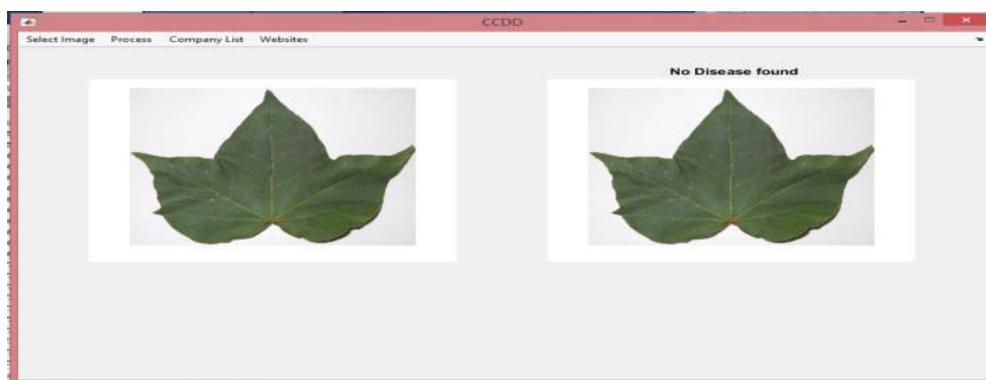 CCDD
Select Image Process Company List Websites
No Disease found